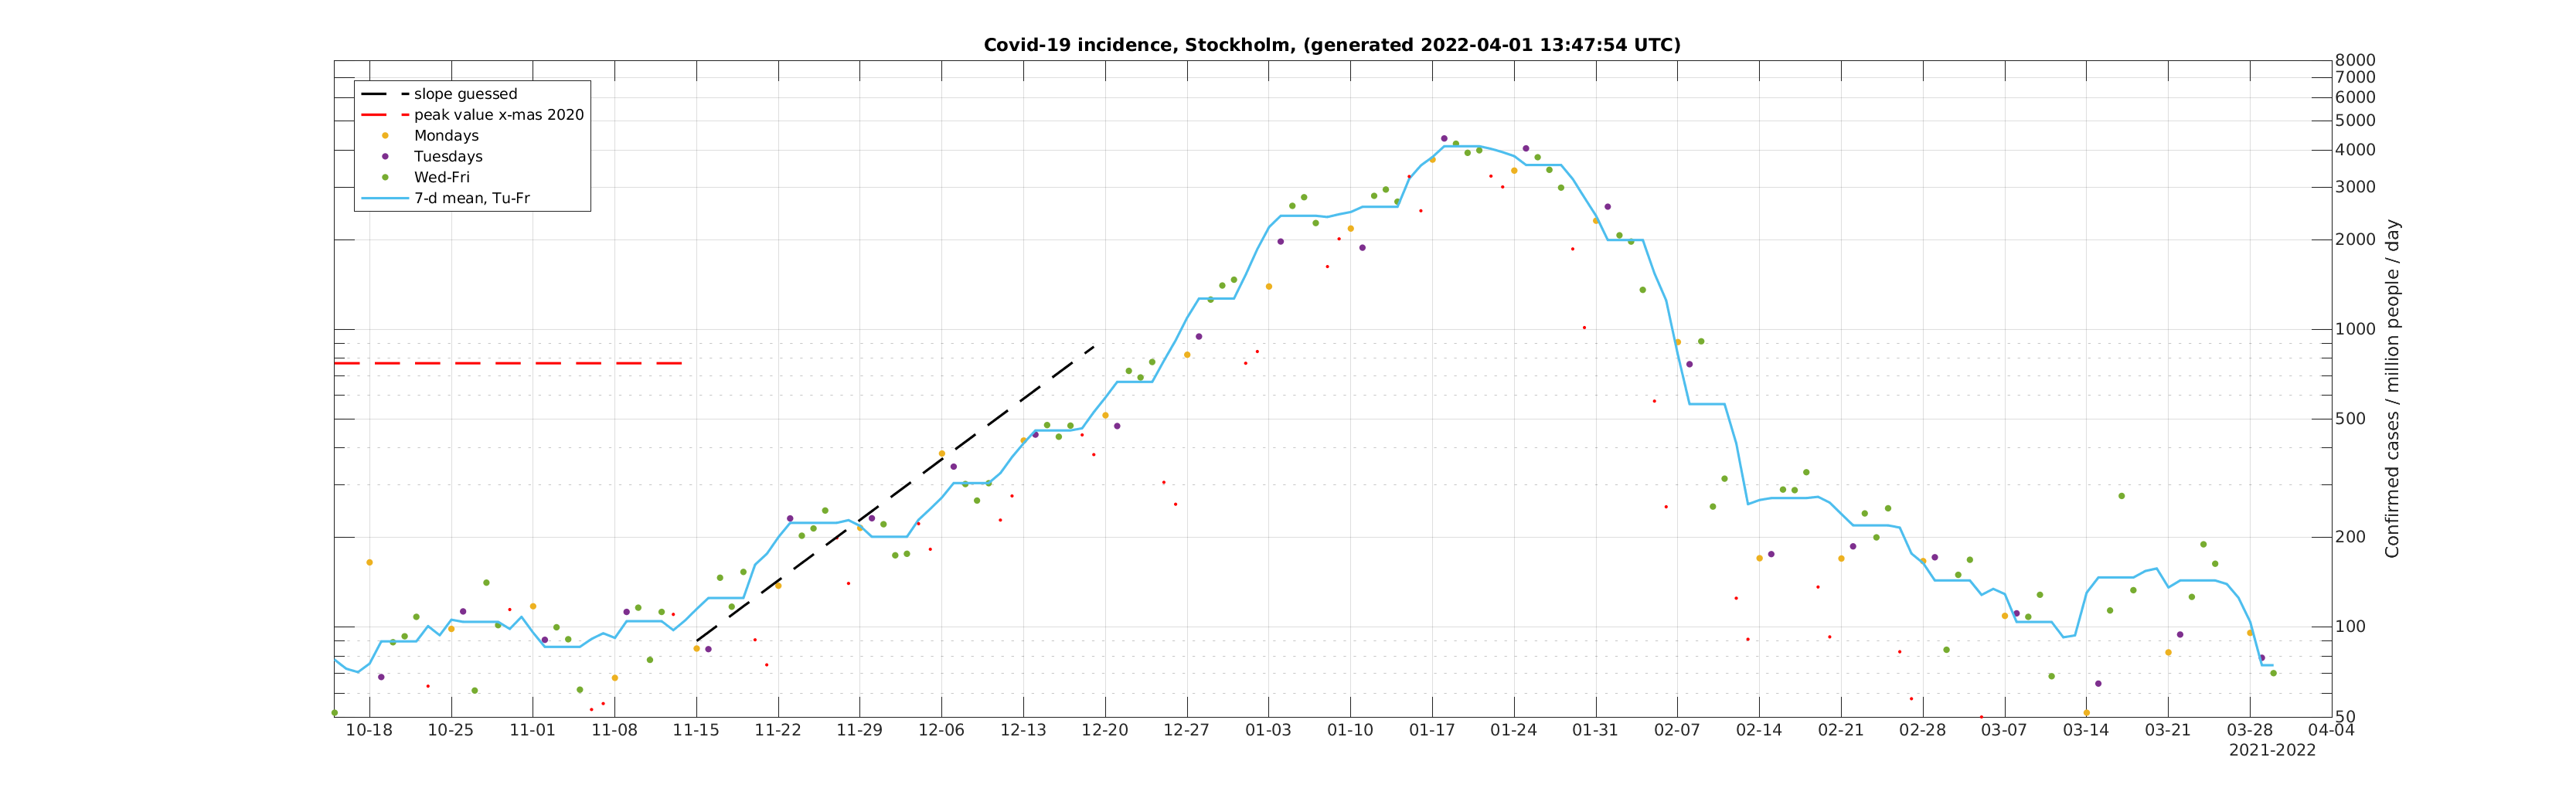 Covid-19 incidence, Stockholm, (generated 2022-04-01 13:47:54 UTC)
slope guessed
peak value x-mas 2020
Mondays
Tuesdays
Wed-Fri
7-d mean, Tu-Fr
8000
7000
6000
5000
4000
3000
2000
1000
500
200
100
50
Confirmed cases / million people / day
10-18 10-25 11-01 11-08 11-15 11-22 11-29 12-06 12-13 12-20 12-27 01-03 01-10 01-17 01-24 01-31 02-07 02-14 02-21 02-28 03-07 03-14 03-21 03-28 04-04
2021-2022